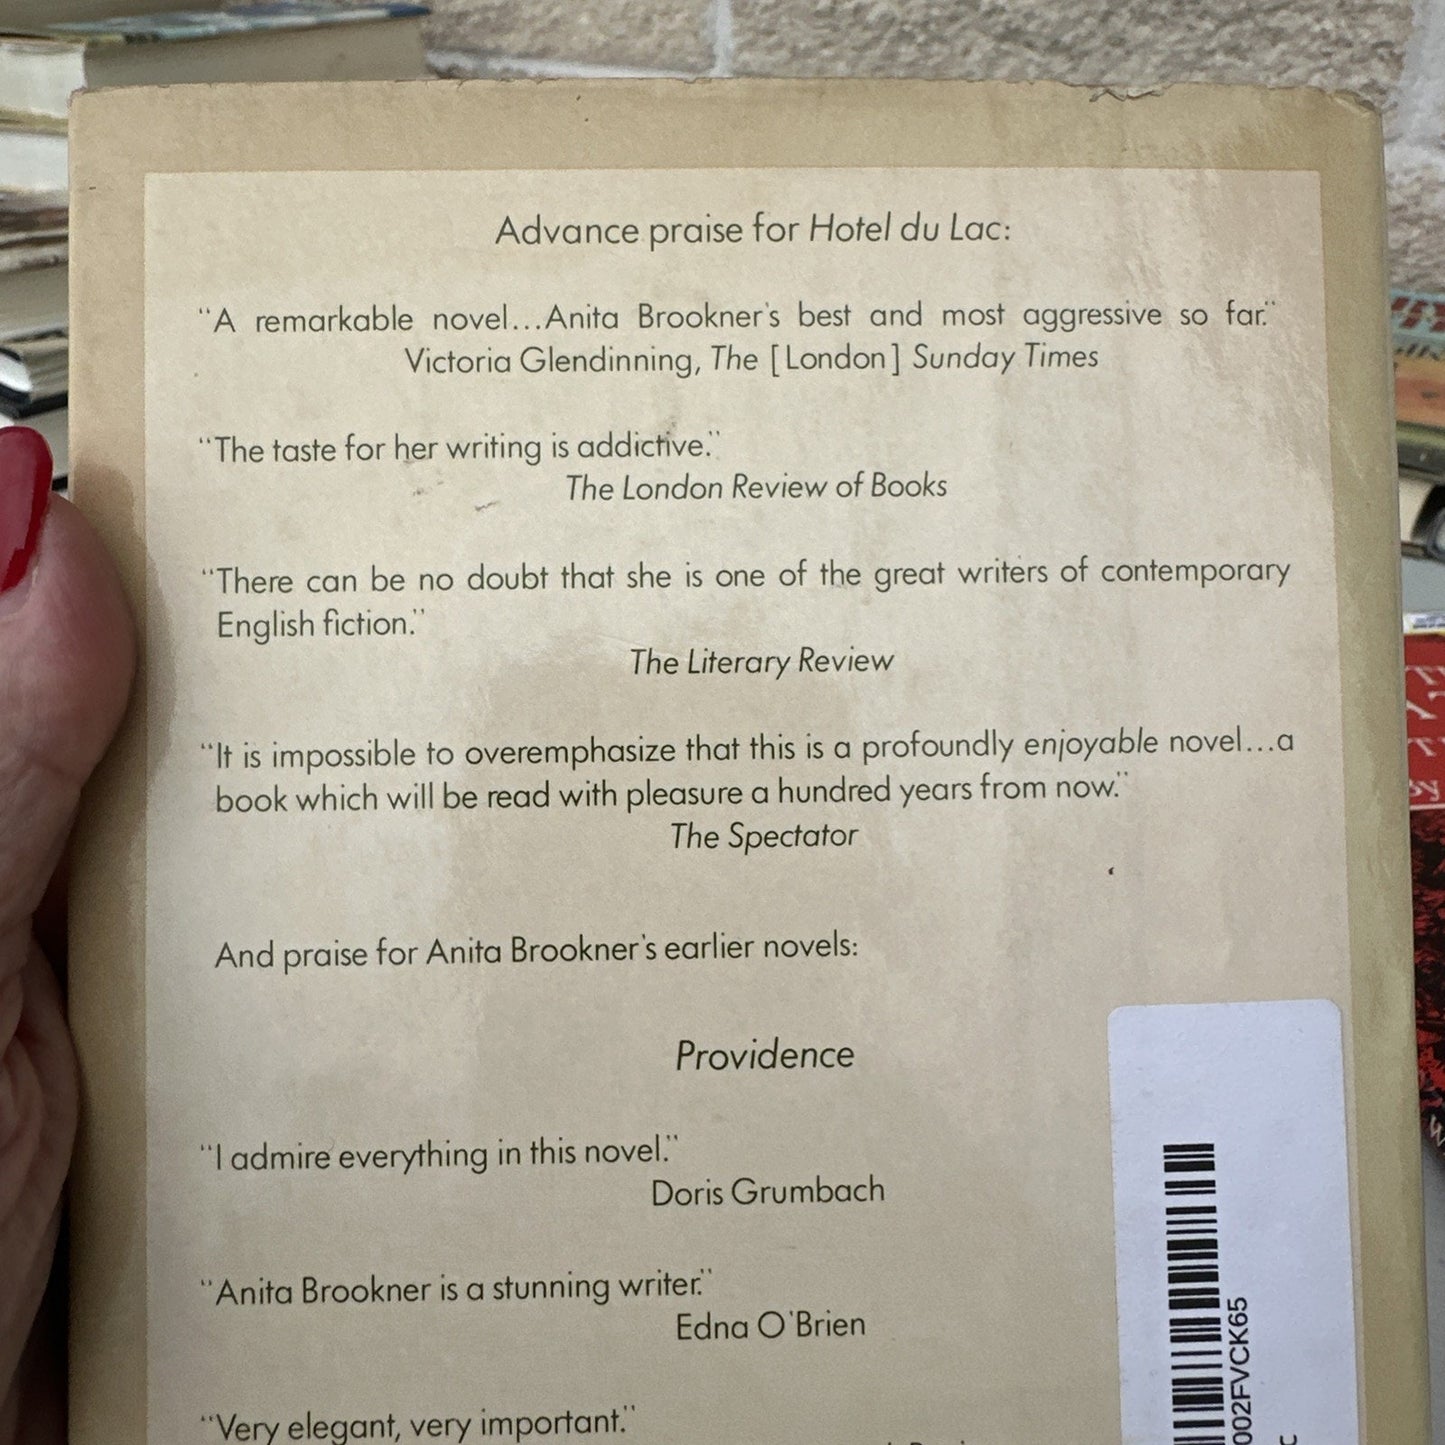 Advance praise for Hotel du Lac:
"A remarkable novel...Anita Brookner's best and most aggressive so far."
Victoria Glendinning, The [London] Sunday Times
"The taste for her writing is addictive."
The London Review of Books
"There can be no doubt that she is one of the great writers of contemporary
English fiction."
The Literary Review
"It is impossible to overemphasize that this is a profoundly enjoyable novel...a
book which will be read with pleasure a hundred years from now."
The Spectator
And praise for Anita Brookner's earlier novels:
Providence
"I admire everything in this novel."
Doris Grumbach
"Anita Brookner is a stunning writer."
Edna O'Brien
"Very elegant, very important."
002FVCK65